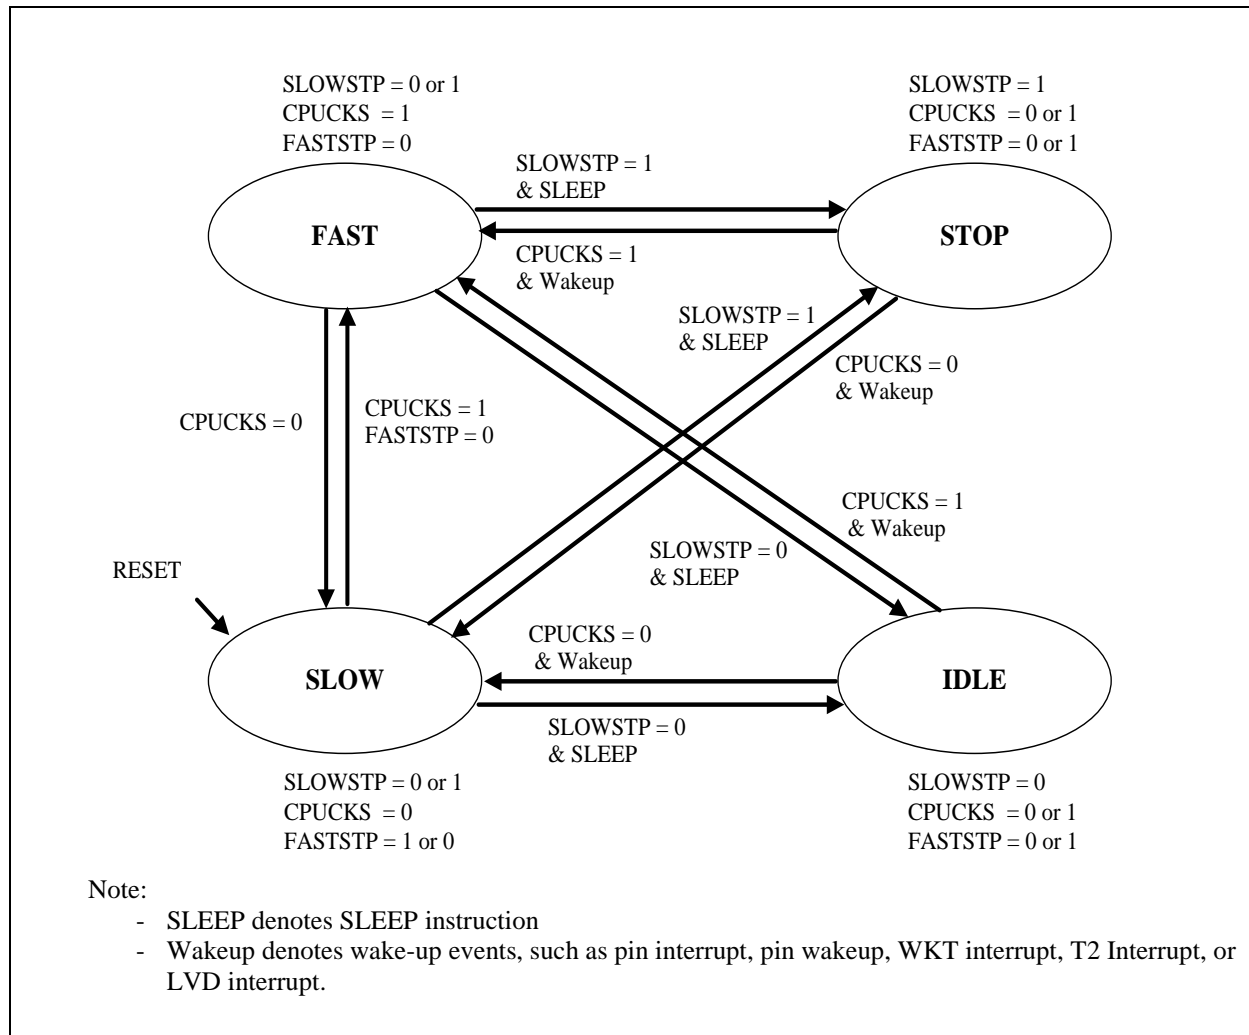 SLOWSTP = 0 or 1
CPUCKS = 1
FASTSTP = 0
SLOWSTP = 1
CPUCKS = 0 or 1
FASTSTP = 0 or 1
SLOWSTP = 1
& SLEEP
FAST
STOP
CPUCKS = 1
& Wakeup
SLOWSTP = 1
& SLEEP
CPUCKS = 0
& Wakeup
CPUCKS = 0
CPUCKS = 1
FASTSTP = 0
CPUCKS = 1
& Wakeup
SLOWSTP = 0
& SLEEP
RESET
CPUCKS = 0
& Wakeup
SLOW
IDLE
SLOWSTP = 0
& SLEEP
SLOWSTP = 0 or 1
CPUCKS = 0
FASTSTP = 1 or 0
SLOWSTP = 0
CPUCKS = 0 or 1
FASTSTP = 0 or 1
Note:
- SLEEP denotes SLEEP instruction
- Wakeup denotes wake-up events, such as pin interrupt, pin wakeup, WKT interrupt, T2 Interrupt, or
LVD interrupt.